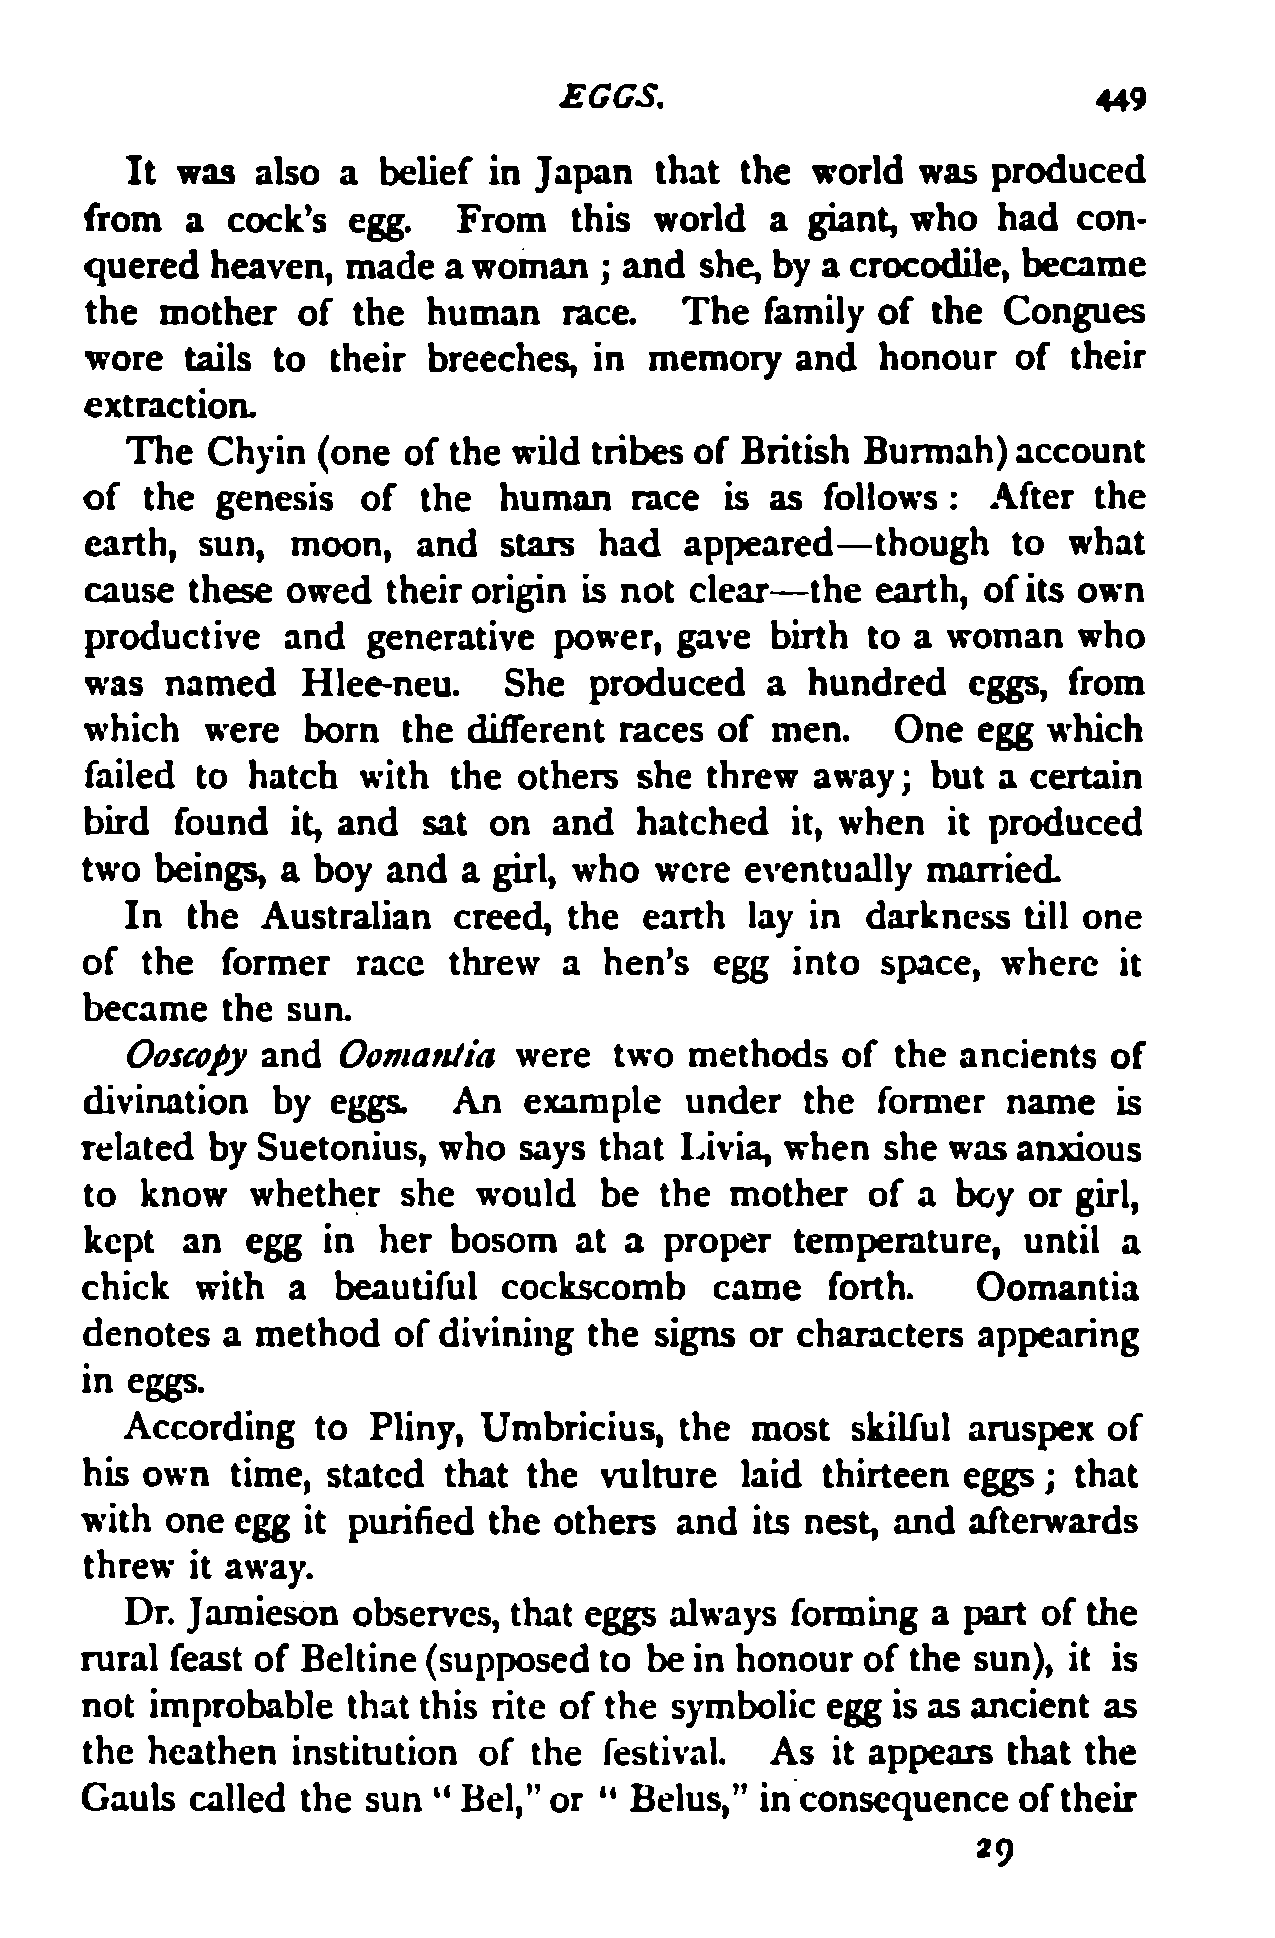 EGGS. 449
It was also a belief in Japan that the world was produced
from a cock's egg. From this world a giant, who had con-
quered heaven, made a woman ; and she, by a crocodile, became
the mother of the human race. The family of the Congues
wore tails to their breeches, in memory and honour of their
extraction.
The Chyin (one of the wild tribes of British Burmah) account
of the genesis of the human race is as follows : After the
earth, sun, moon, and stars had appeared—though to what
cause these owed their origin is not clear—the earth, of its own
productive and generative power, gave birth to a woman who
was named Hlee-neu. She produced a hundred eggs, from
which were born the different races of men. One egg which
failed to hatch with the others she threw away; but a certain
bird found it, and sat on and hatched it, when it produced
two beings, a boy and a girl, who were eventually married.
In the Australian creed, the earth lay in darkness till one
of the former race threw a hen's egg into space, where it
became the sun.
Ooscopy and Oomantia were two methods of the ancients of
divination by eggs. An example under the former name is
related by Suetonius, who says that Livia, when she was anxious
to know whether she would be the mother of a boy or girl,
kept an egg in her bosom at a proper temperature, until a
chick with a beautiful cockscomb came forth. Oomantia
denotes a method of divining the signs or characters appearing
in eggs.
According to Pliny, Umbricius, the most skilful aruspex of
his own time, stated that the vulture laid thirteen eggs ; that
with one egg it purified the others and its nest, and afterwards
threw it away.
Dr. Jamieson observes, that eggs always forming a part of the
rural feast of Beltine (supposed to be in honour of the sun), it is
not improbable that this rite of the symbolic egg is as ancient as
the heathen institution of the festival. As it appears that the
Gauls called the sun "Bel," or "Belus," in consequence of their
29